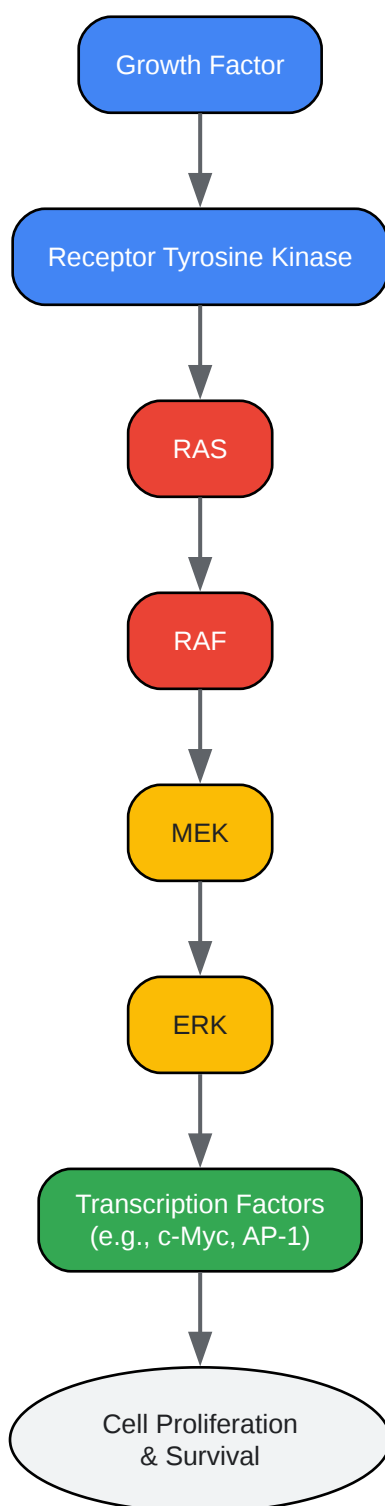 Growth Factor
Receptor Tyrosine Kinase
RAS
RAF
MEK
ERK
Transcription Factors
(e.g., c-Myc, AP-1)
Cell Proliferation
& Survival